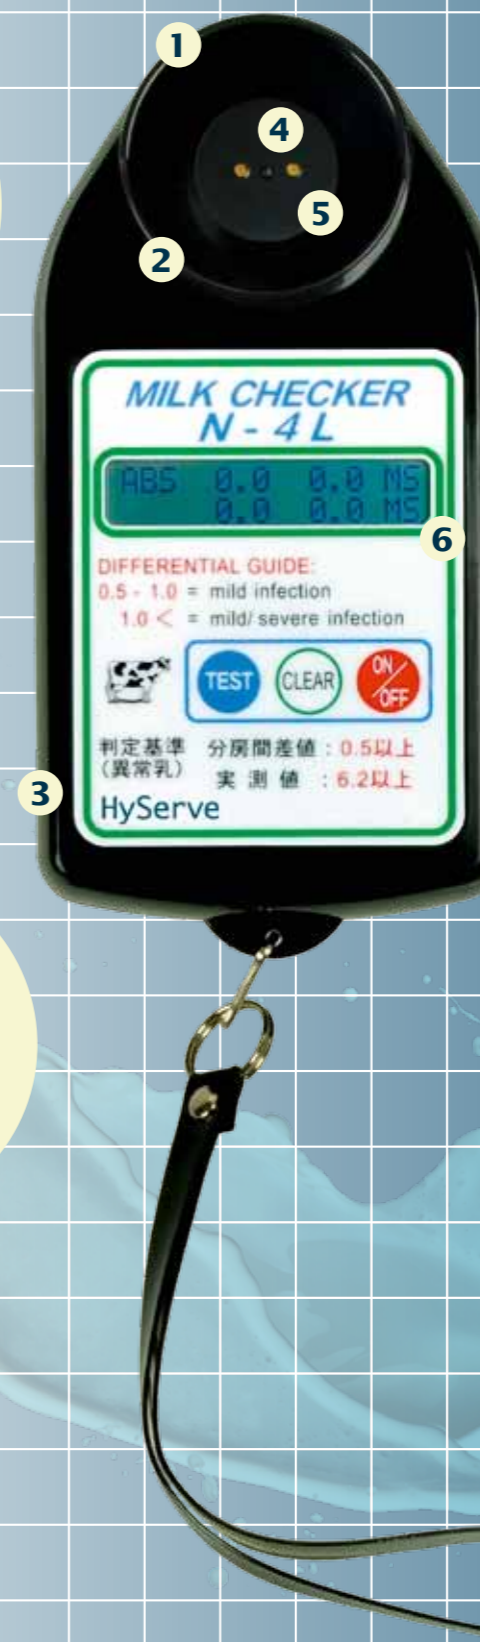 1
4
5
2
MILK CHECKER
N - 4 L
ABS 0.0 0.0 MS
0.0 0.0 MS
6
DIFFERENTIAL GUIDE:
0.5 - 1.0 = mild infection
1.0 < = mild/ severe infection
TEST CLEAR ON/OFF
判定基準 分房間差値 : 0.5以上
(異常乳) 実 測 値 : 6.2以上
3
HyServe